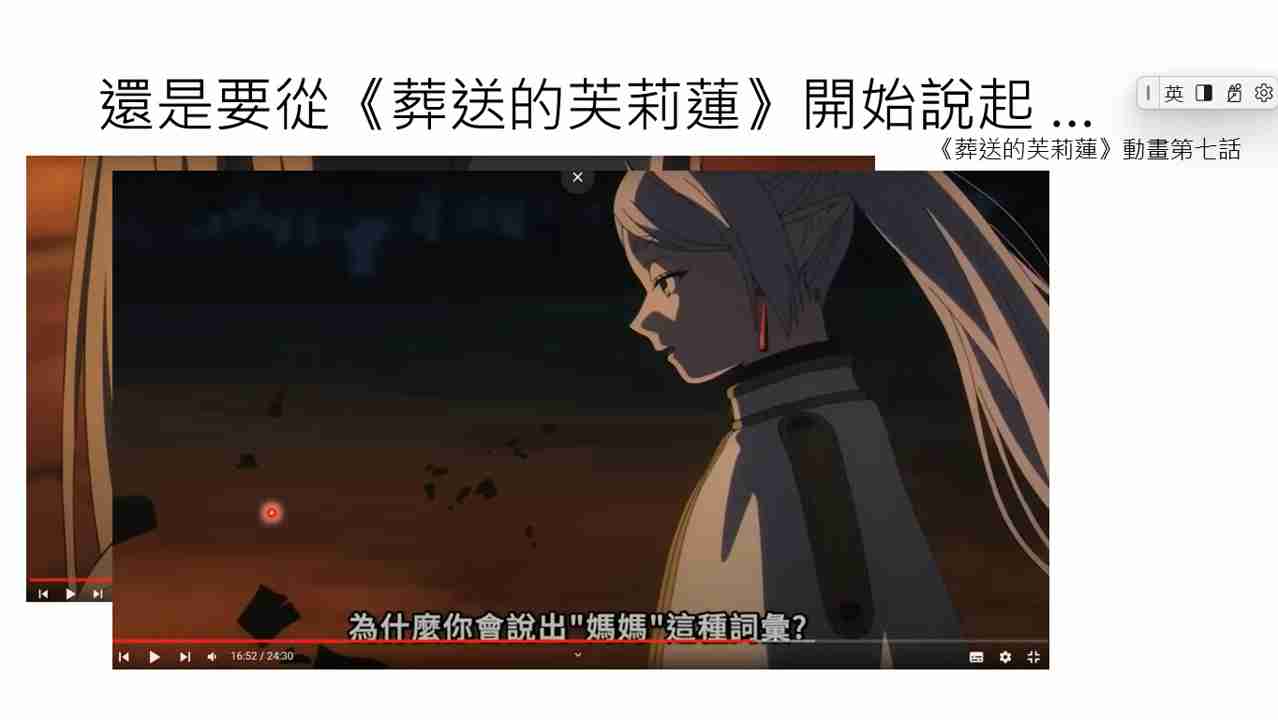 還是要從《葬送的芙莉蓮》開始說起 ...
英
《葬送的芙莉蓮》動畫第七話
為什麼你會說出"媽媽"這種詞彙?
16:52 / 24:30